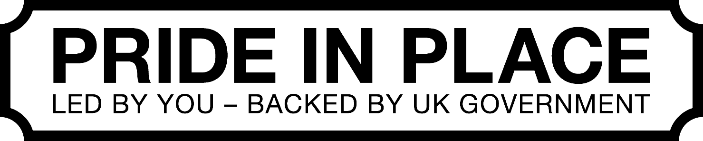 PRIDE IN PLACE
LED BY YOU – BACKED BY UK GOVERNMENT